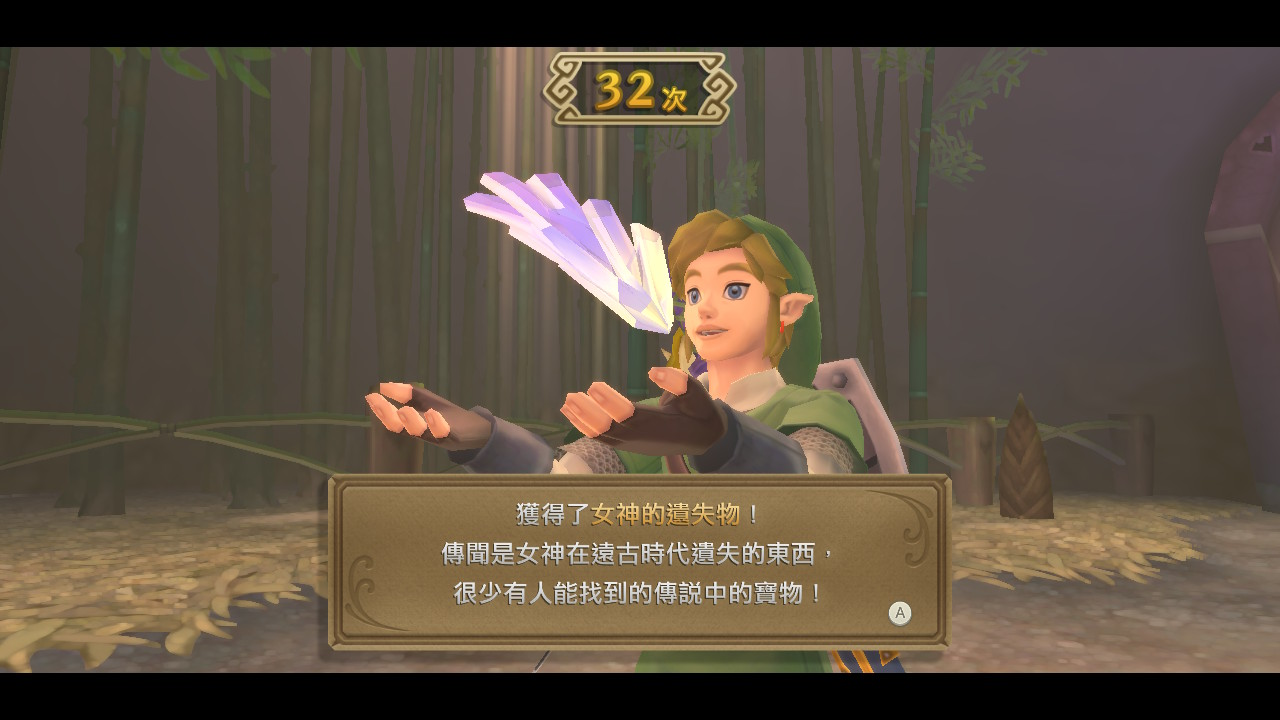 32次
獲得了女神的遺失物！
傳聞是女神在遠古時代遺失的東西，
很少有人能找到的傳說中的寶物！
A